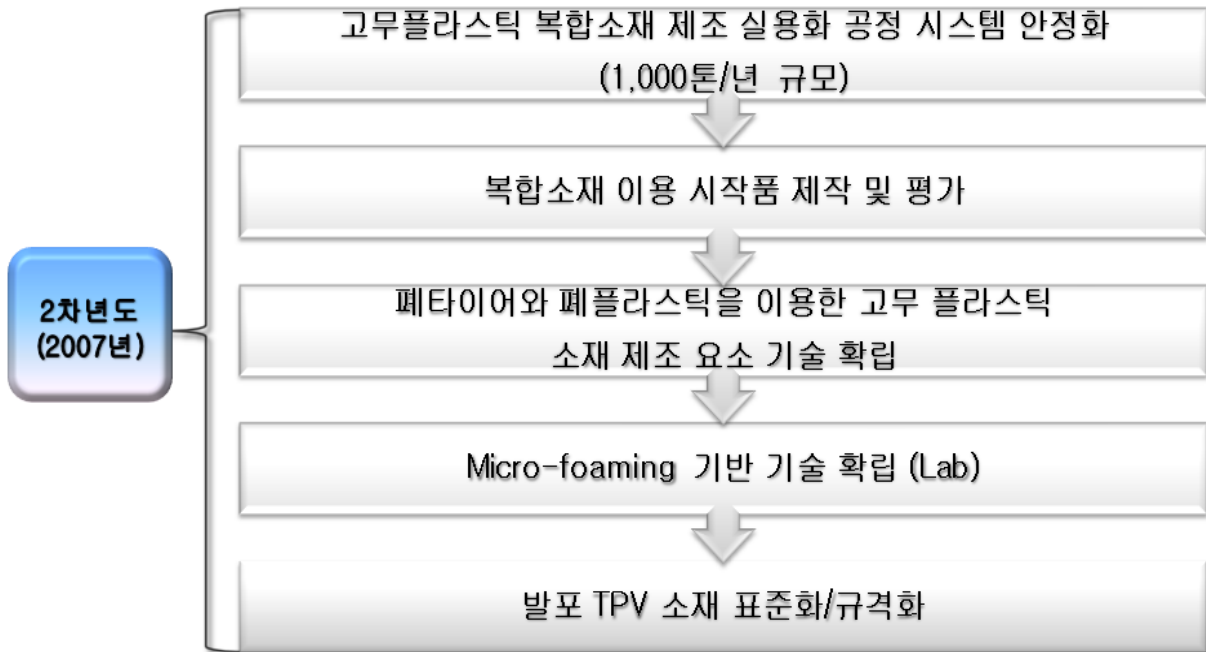 고무플라스틱 복합소재 제조 실용화 공정 시스템 안정화
(1,000톤/년 규모)
복합소재 이용 시작품 제작 및 평가
2차년도
(2007년)
폐타이어와 폐플라스틱을 이용한 고무 플라스틱
소재 제조 요소 기술 확립
Micro-foaming 기반 기술 확립 (Lab)
발포 TPV 소재 표준화/규격화